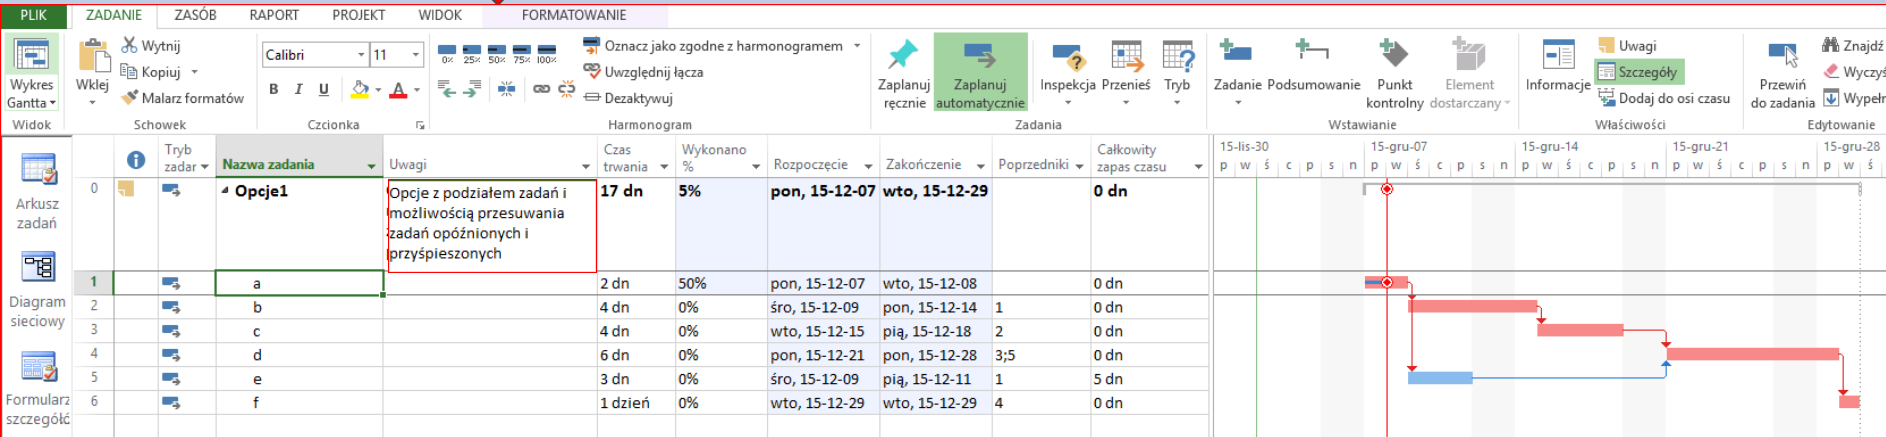 PLIK ZADANIE ZASÓB RAPORT PROJEKT WIDOK FORMATOWANIE
Wykres
Gantta
Widok
Wklej
Wytnij
Kopiuj
Malarz formatów
Schowek
Calibri 11
B I U A
Czcionka
0% 25% 50% 75% 100%
Oznacz jako zgodne z harmonogramem
Uwzględnij łącza
Dezaktywuj
Harmonogram
Zaplanuj
ręcznie
Zaplanuj
automatycznie
Inspekcja Przenieś Tryb
Zadania
Zadanie Podsumowanie Punkt
kontrolny
Element
dostarczany
Wstawianie
Informacje
Uwagi
Szczegóły
Dodaj do osi czasu
Właściwości
Przewiń
do zadania
Znajdź
Wyczyś
Wypełr
Edytowanie
Arkusz
zadań
Diagram
sieciowy
Formularz
szczegółć
Tryb
zadar
Nazwa zadania Uwagi
Czas
trwania
Wykonano
%
Rozpoczęcie Zakończenie Poprzedniki
Całkowity
zapas czasu
15-lis-30 15-gru-07 15-gru-14 15-gru-21 15-gru-28
p w ś c p s n p w ś c p s n p w ś c p s n p w ś c p s n p w ś
0 Opcje1 17 dn 5% pon, 15-12-07 wto, 15-12-29 0 dn
Opcje z podziałem zadań i
możliwością przesuwania
zadań opóźnionych i
przyśpieszonych
1 a 2 dn 50% pon, 15-12-07 wto, 15-12-08 0 dn
2 b 4 dn 0% śro, 15-12-09 pon, 15-12-14 1 0 dn
3 c 4 dn 0% wto, 15-12-15 pią, 15-12-18 2 0 dn
4 d 6 dn 0% pon, 15-12-21 pon, 15-12-28 3;5 0 dn
5 e 3 dn 0% śro, 15-12-09 pią, 15-12-11 1 5 dn
6 f 1 dzień 0% wto, 15-12-29 wto, 15-12-29 4 0 dn